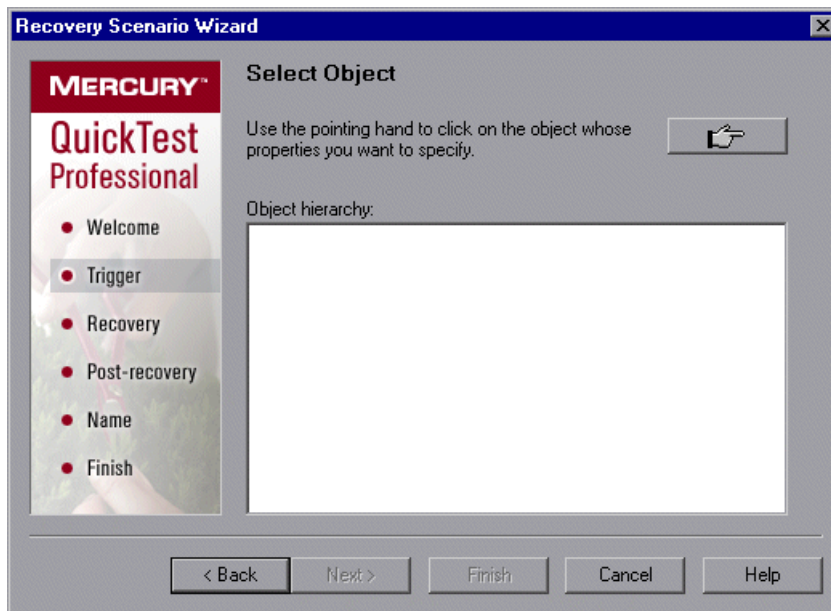 Recovery Scenario Wizard
MERCURY™
QuickTest
Professional
Welcome
Trigger
Recovery
Post-recovery
Name
Finish
Select Object
Use the pointing hand to click on the object whose
properties you want to specify.
Object hierarchy:
< Back
Next >
Finish
Cancel
Help